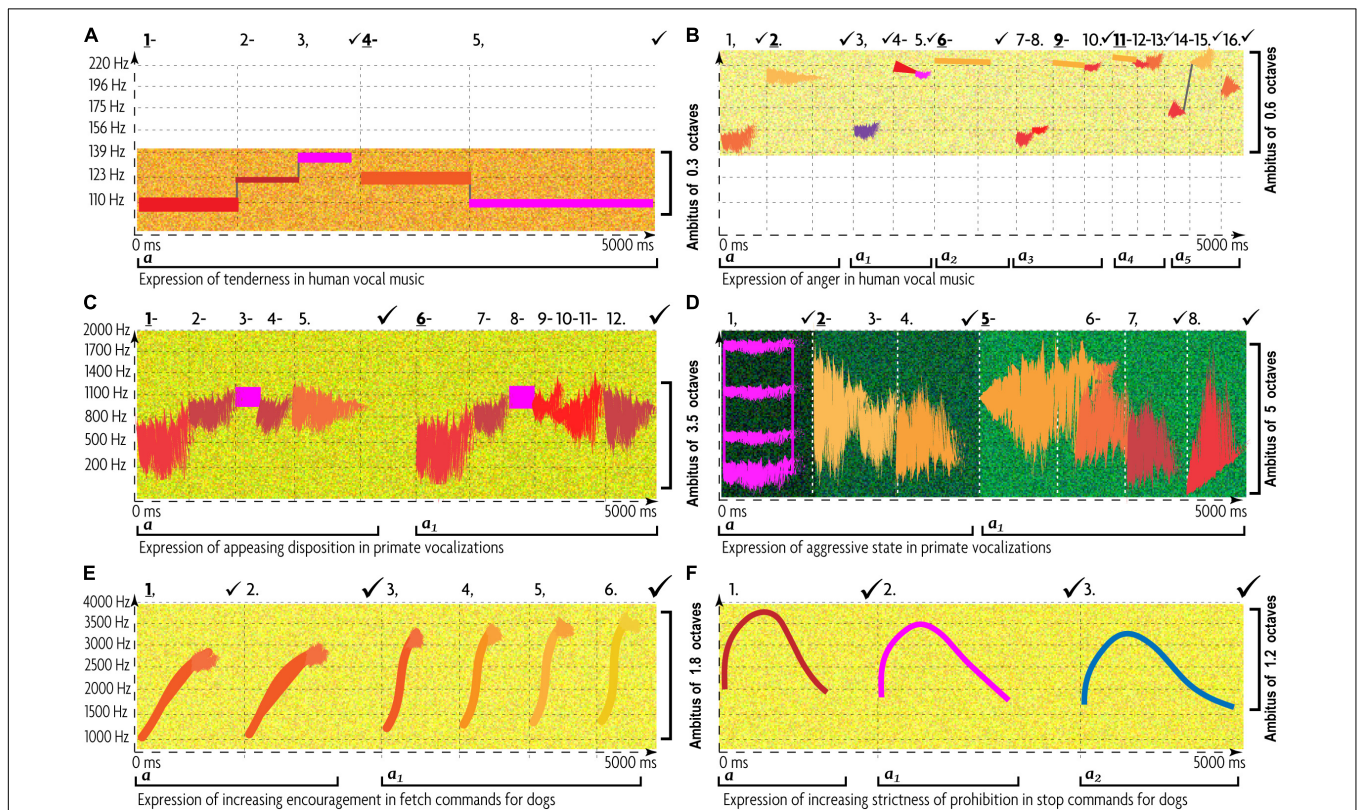 A
1- 2- 3, ✓4- 5, ✓
220 Hz
196 Hz
175 Hz
156 Hz
139 Hz
123 Hz
110 Hz
Ambitus of 0.3 octaves
0 ms 5000 ms
a
Expression of tenderness in human vocal music
B
1, ✓2. ✓3, ✓4- 5.✓6- ✓ 7-8. 9- 10.✓11-12-13✓14-15.✓16.✓
Ambitus of 0.6 octaves
0 ms 5000 ms
a a1 a2 a3 a4 a5
Expression of anger in human vocal music
C
1- 2- 3- 4- 5. ✓ 6- 7- 8- 9- 10-11- 12. ✓
2000 Hz
1700 Hz
1400 Hz
1100 Hz
800 Hz
500 Hz
200 Hz
Ambitus of 3.5 octaves
0 ms 5000 ms
a a1
Expression of appeasing disposition in primate vocalizations
D
1, ✓2- 3- 4. ✓5- 6- 7, ✓8. ✓
Ambitus of 5 octaves
0 ms 5000 ms
a a1
Expression of aggressive state in primate vocalizations
E
1, ✓2. ✓3, 4, 5, 6. ✓
4000 Hz
3500 Hz
3000 Hz
2500 Hz
2000 Hz
1500 Hz
1000 Hz
Ambitus of 1.8 octaves
0 ms 5000 ms
a a1
Expression of increasing encouragement in fetch commands for dogs
F
1. ✓2. ✓3. ✓
Ambitus of 1.2 octaves
0 ms 5000 ms
a a1 a2
Expression of increasing strictness of prohibition in stop commands for dogs